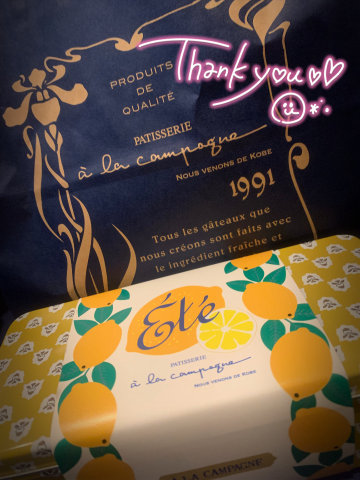 Thank you
PRODUITS
DE
QUALITÉ
PATISSERIE
à la campagne
NOUS VENONS DE KOBE
1991
Tous les gâteaux que
nous créons sont faits avec
le ingrédient fraîche et
Été
PATISSERIE
à la campagne
NOUS VENONS DE KOBE
À LA CAMPAGNE